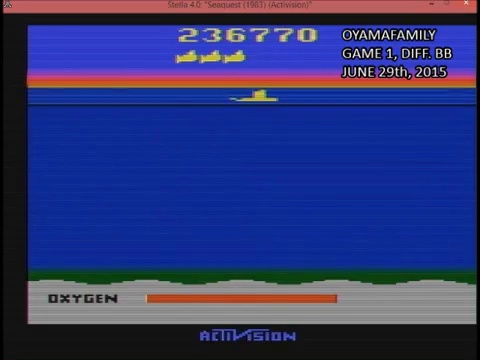 Stella 4.0: "Seaquest (1983) (Activision)"
236770
OYAMAFAMILY
GAME 1, DIFF. BB
JUNE 29th, 2015
OXYGEN
ACTIVISION